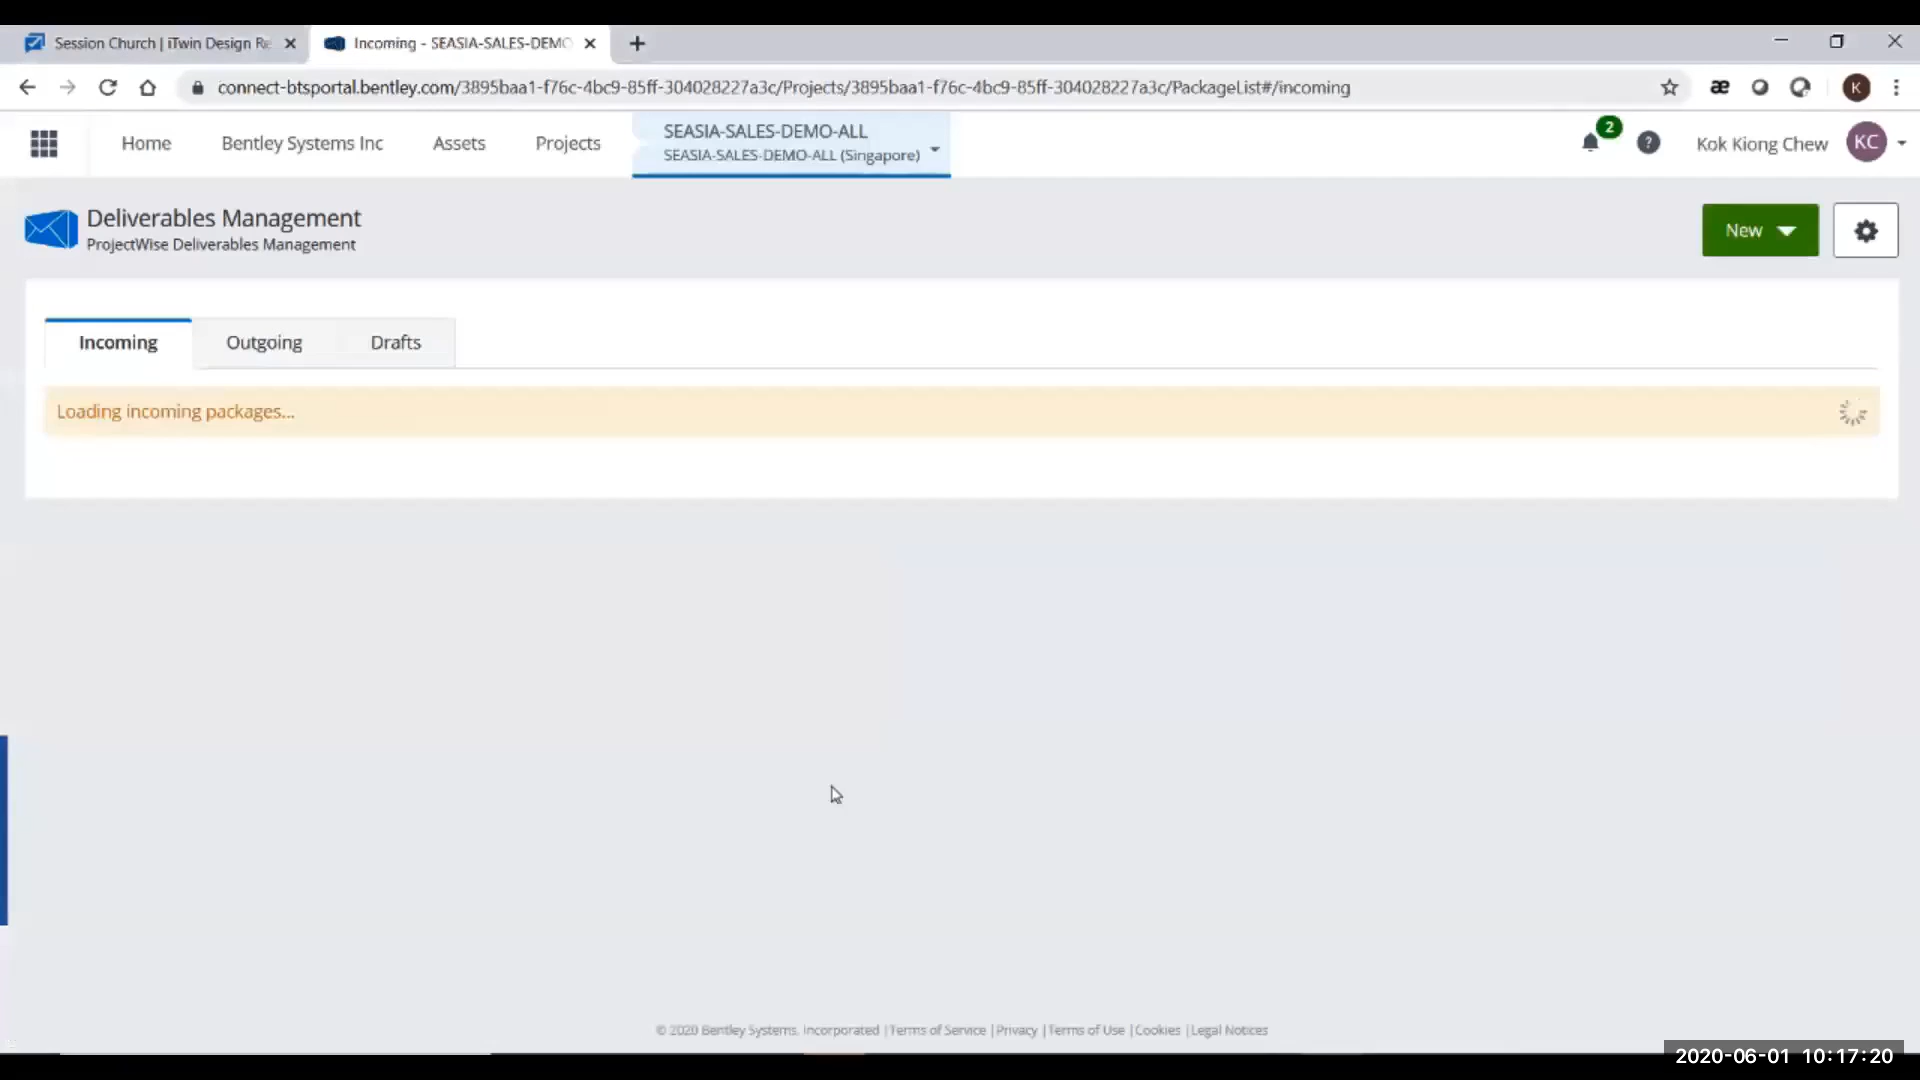 Session Church | iTwin Design Re
Incoming - SEASIA-SALES-DEMO
connect-btsportal.bentley.com/3895baa1-f76c-4bc9-85ff-304028227a3c/Projects/3895baa1-f76c-4bc9-85ff-304028227a3c/PackageList#/incoming
æ
K
Home
Bentley Systems Inc
Assets
Projects
SEASIA-SALES-DEMO-ALL
SEASIA-SALES-DEMO-ALL (Singapore)
2
?
Kok Kiong Chew
KC
Deliverables Management
ProjectWise Deliverables Management
New
Incoming
Outgoing
Drafts
Loading incoming packages...
© 2020 Bentley Systems, Incorporated | Terms of Service | Privacy | Terms of Use | Cookies | Legal Notices
2020-06-01 10:17:20